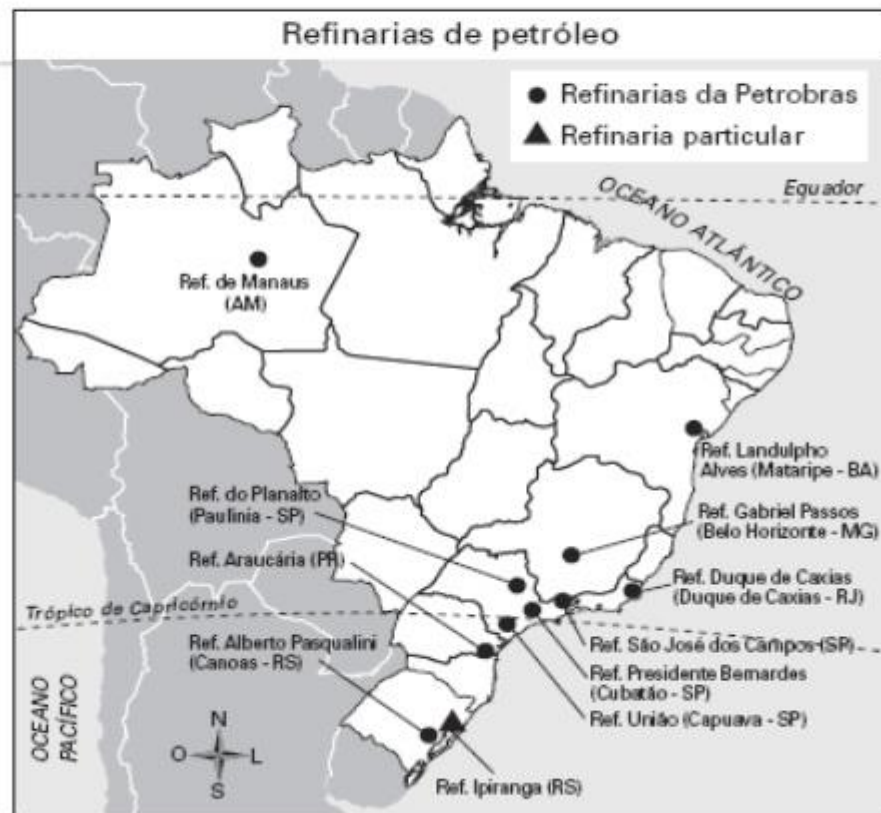 Refinarias de petróleo
Refinarias da Petrobras
Refinaria particular
OCEANO ATLÂNTICO
Equador
Ref. de Manaus
(AM)
Ref. Landulpho
Alves (Mataripe - BA)
Ref. do Planalto
(Paulinia - SP)
Ref. Gabriel Passos
(Belo Horizonte - MG)
Ref. Araucária (PR)
Ref. Duque de Caxias
(Duque de Caxias - RJ)
Trópico de Capricórnio
Ref. Alberto Pasqualini
(Canoas - RS)
Ref. São José dos Campos (SP)
Ref. Presidente Bernardes
(Cubatão - SP)
Ref. União (Capuava - SP)
OCEANO
PACÍFICO
N
O
L
S
Ref. Ipiranga (RS)